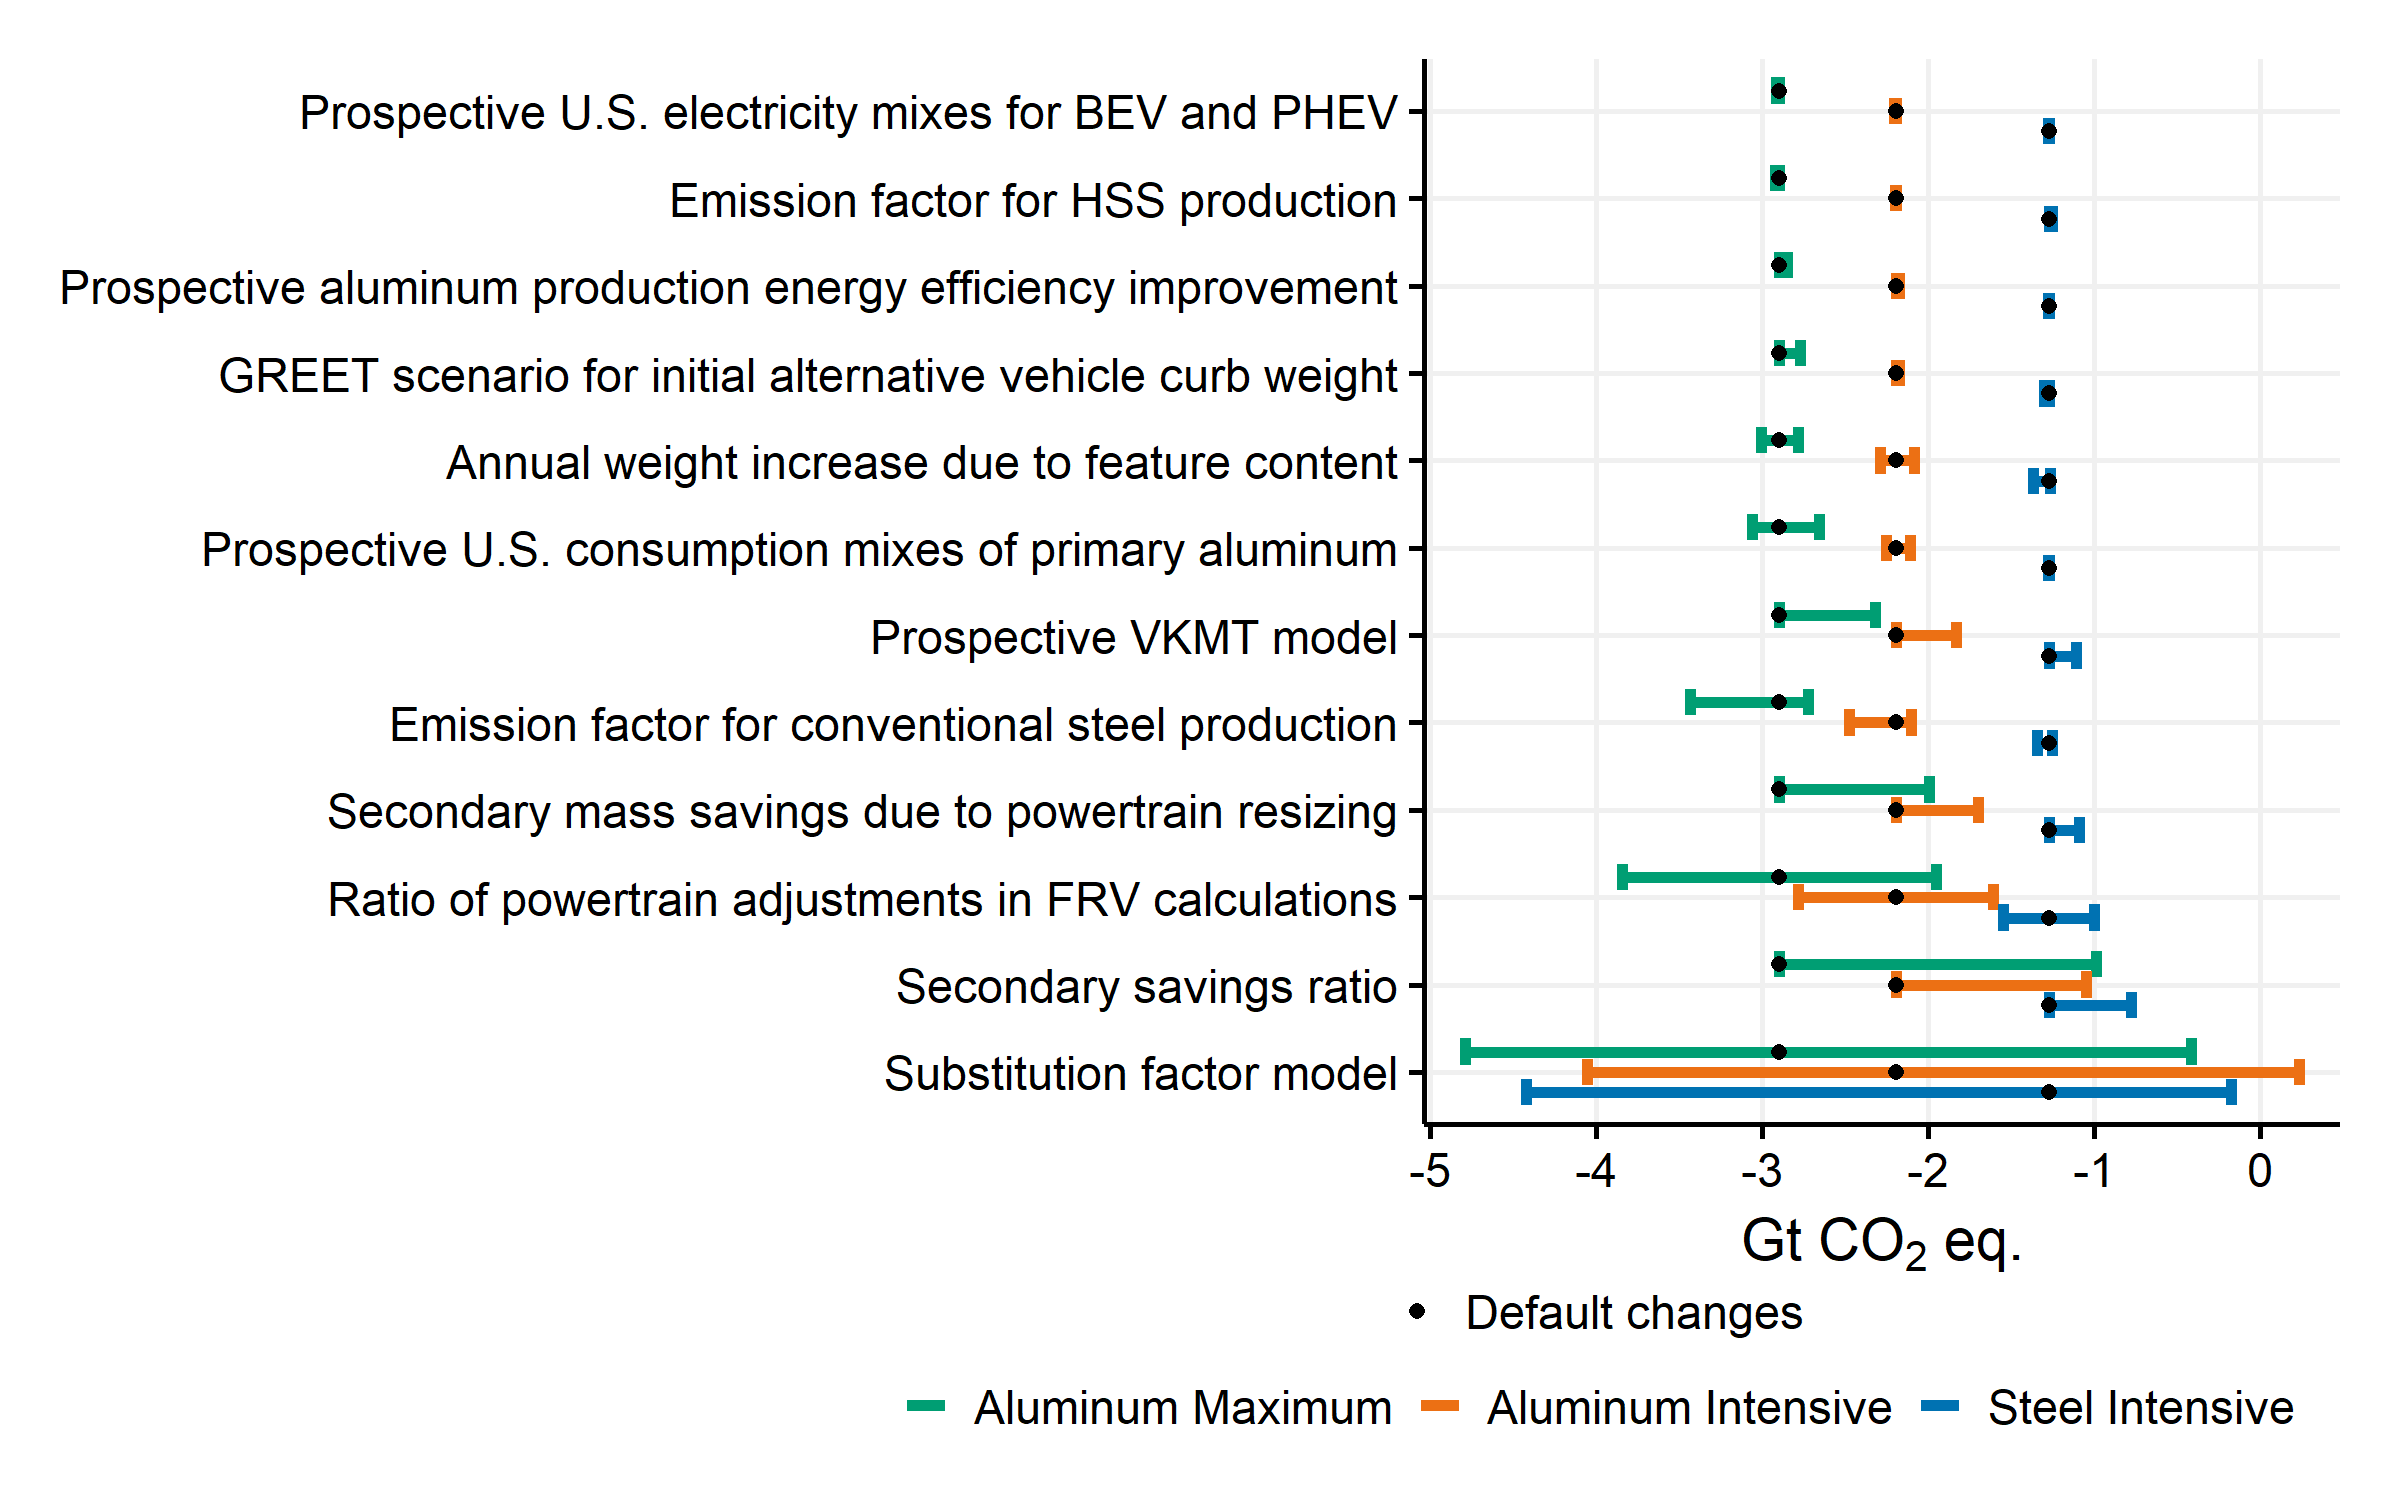 Prospective U.S. electricity mixes for BEV and PHEV
Emission factor for HSS production
Prospective aluminum production energy efficiency improvement
GREET scenario for initial alternative vehicle curb weight
Annual weight increase due to feature content
Prospective U.S. consumption mixes of primary aluminum
Prospective VKMT model
Emission factor for conventional steel production
Secondary mass savings due to powertrain resizing
Ratio of powertrain adjustments in FRV calculations
Secondary savings ratio
Substitution factor model
-5 -4 -3 -2 -1 0
Gt CO₂ eq.
Default changes
Aluminum Maximum Aluminum Intensive Steel Intensive